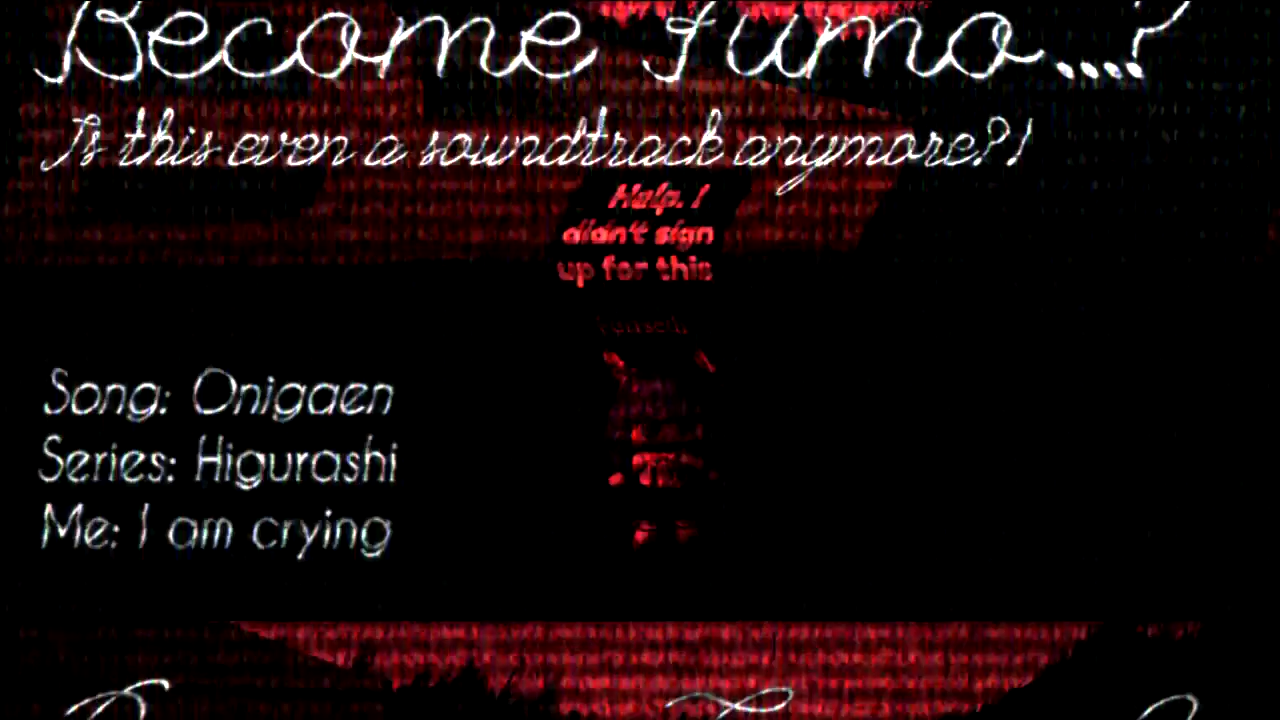 Become Fumo...?
Is this even a soundtrack anymore?!
Help. I
didn't sign
up for this
Song: Onigaen
Series: Higurashi
Me: I am crying